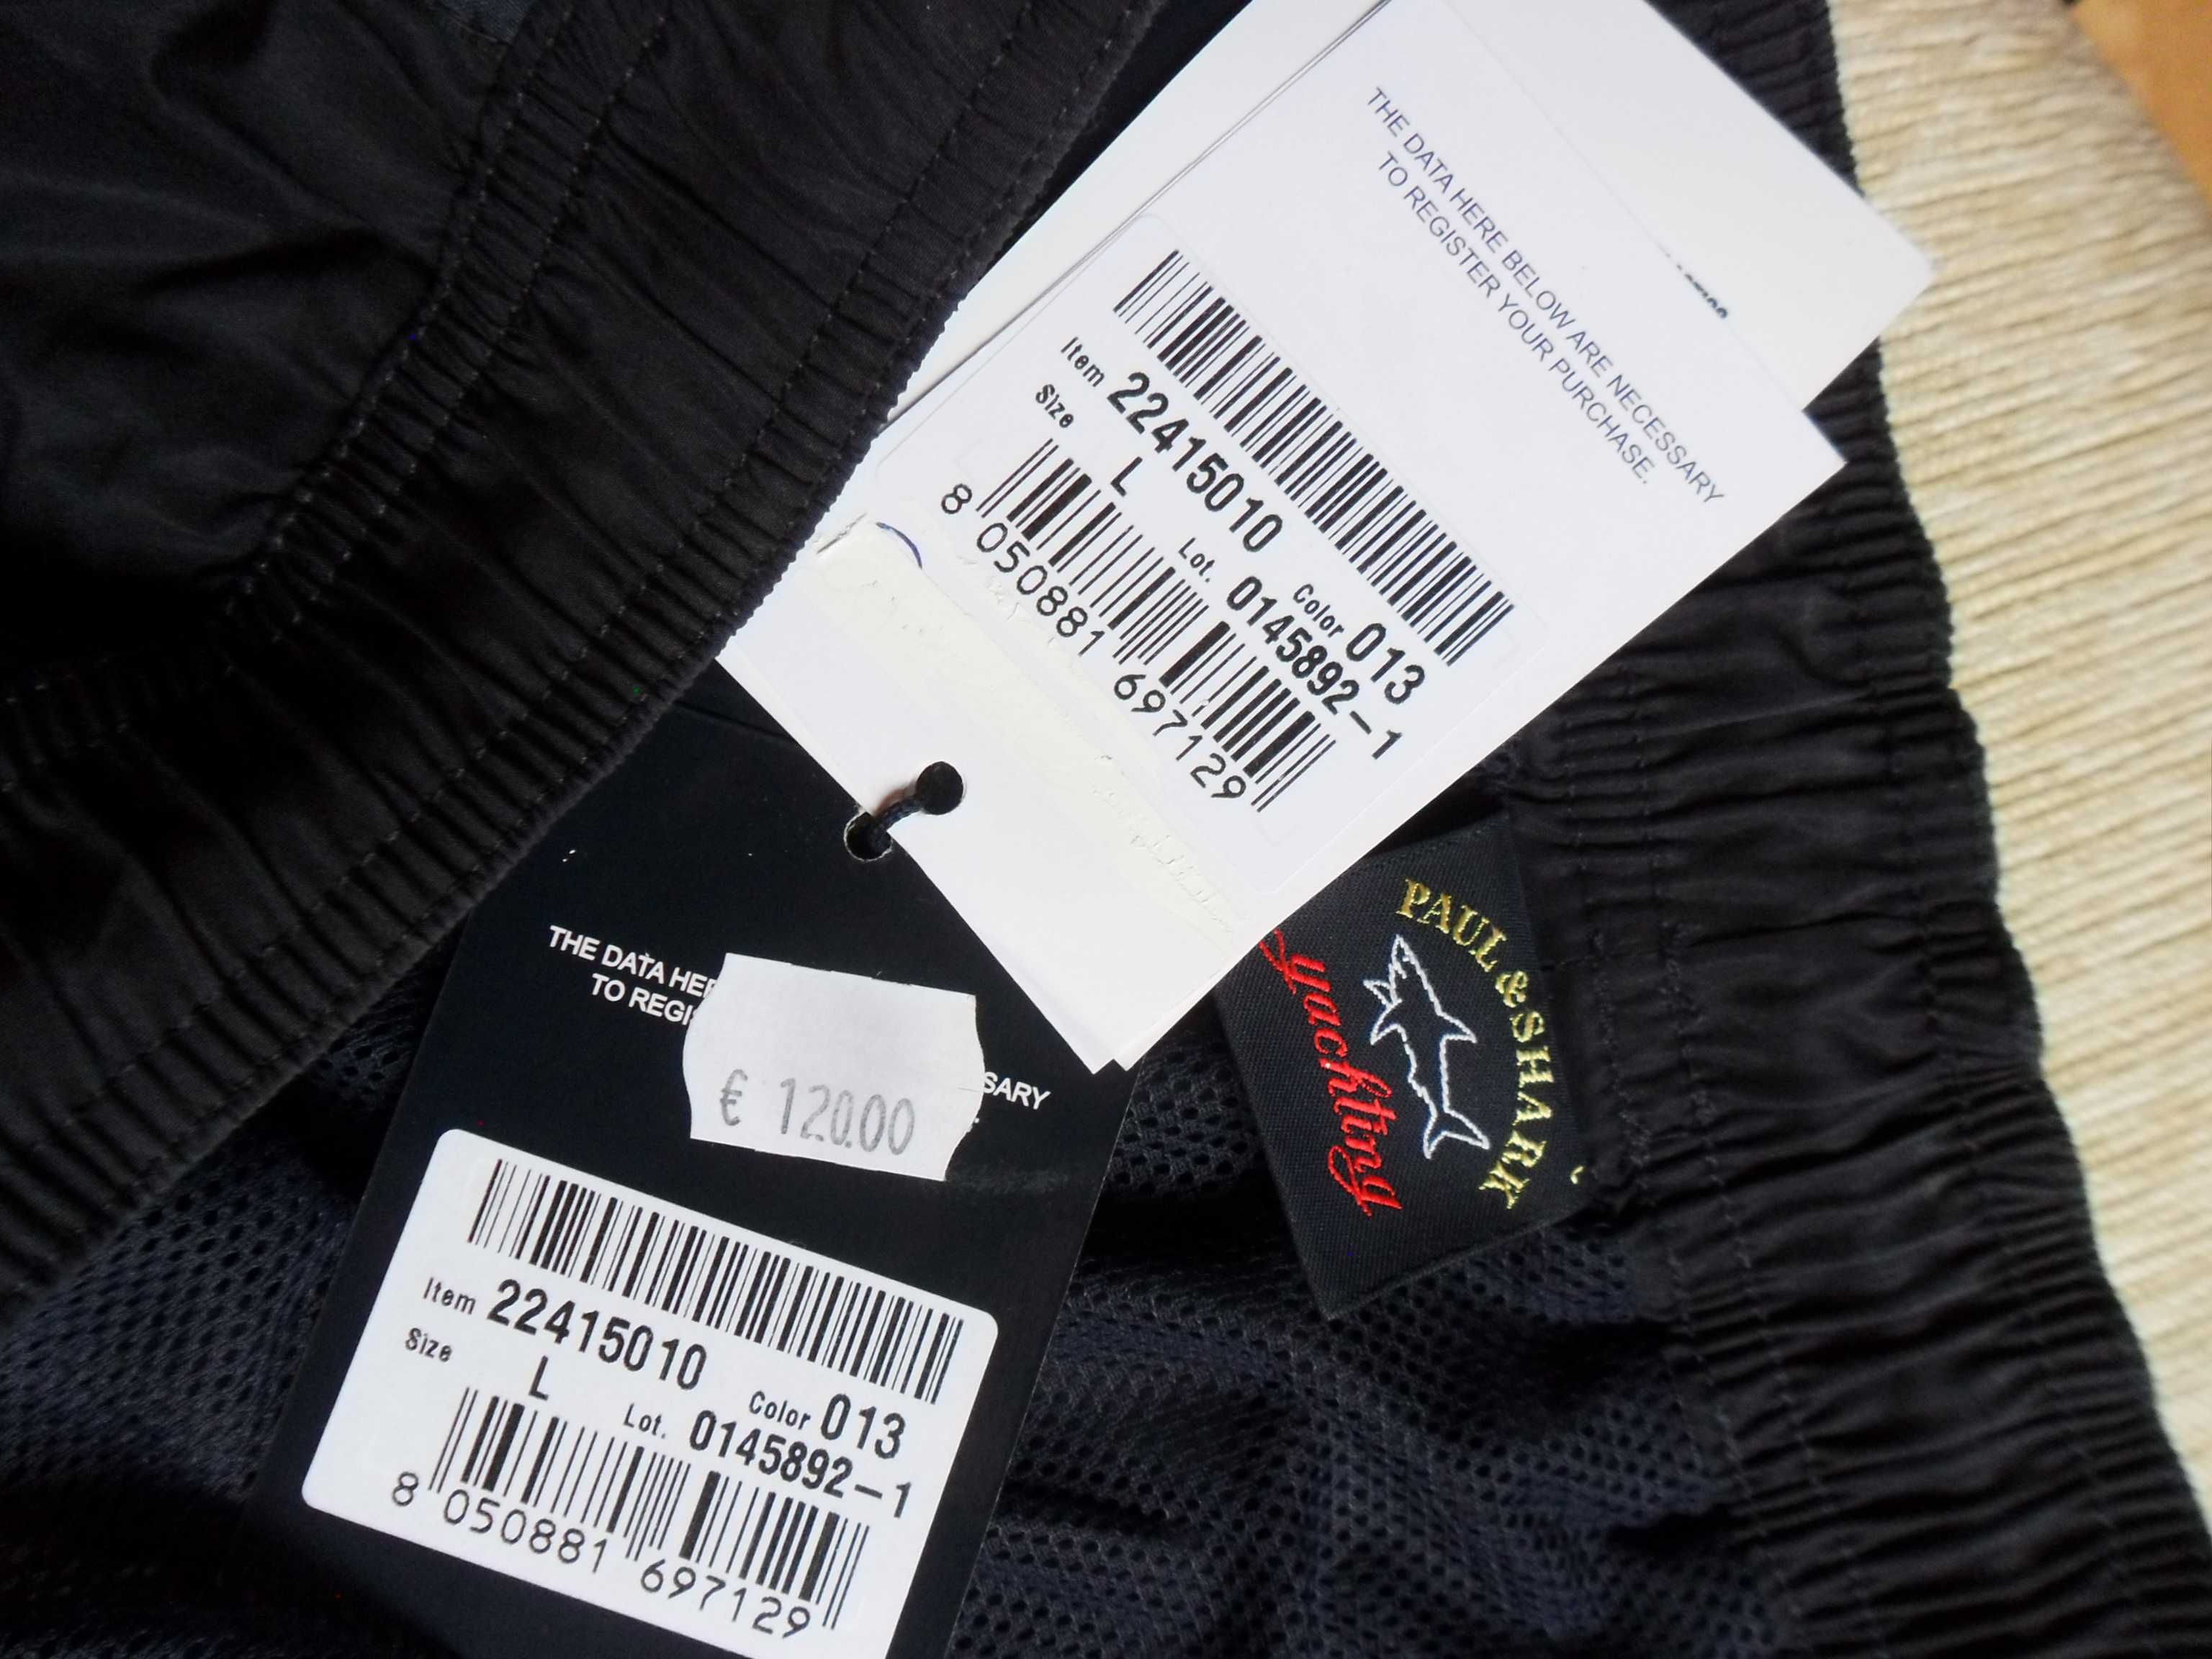 THE DATA HERE BELOW ARE NECESSARY
TO REGISTER YOUR PURCHASE.
Item 22415010 Color 013
Size L Lot. 0145892-1
8 050881 697129
PAUL & SHARK
yachting
THE DATA HER SARY
TO REGI
€ 120.00
Item 22415010 Color 013
Size L Lot. 0145892-1
8 050881 697129